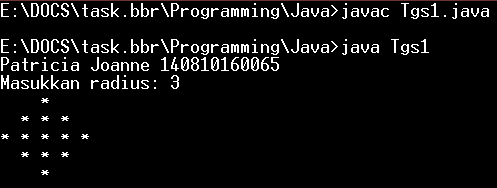 E:\DOCS\task.bbr\Programming\Java>javac Tgs1.java
E:\DOCS\task.bbr\Programming\Java>java Tgs1
Patricia Joanne 140810160065
Masukkan radius: 3
    *
  * * *
* * * * *
  * * *
    *